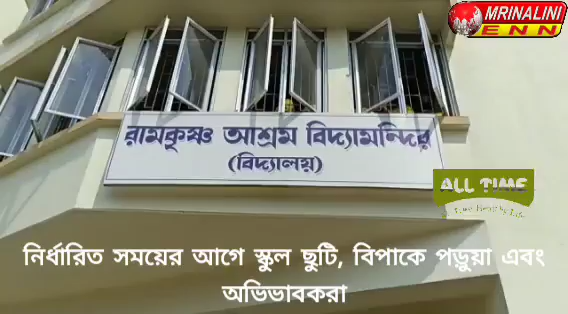 MRINALINI
ENN
রামকৃষ্ণ আশ্রম বিদ্যামন্দির
(বিদ্যালয়)
ALL TIME
নির্ধারিত সময়ের আগে স্কুল ছুটি, বিপাকে পড়ুয়া এবং
অভিভাবকরা